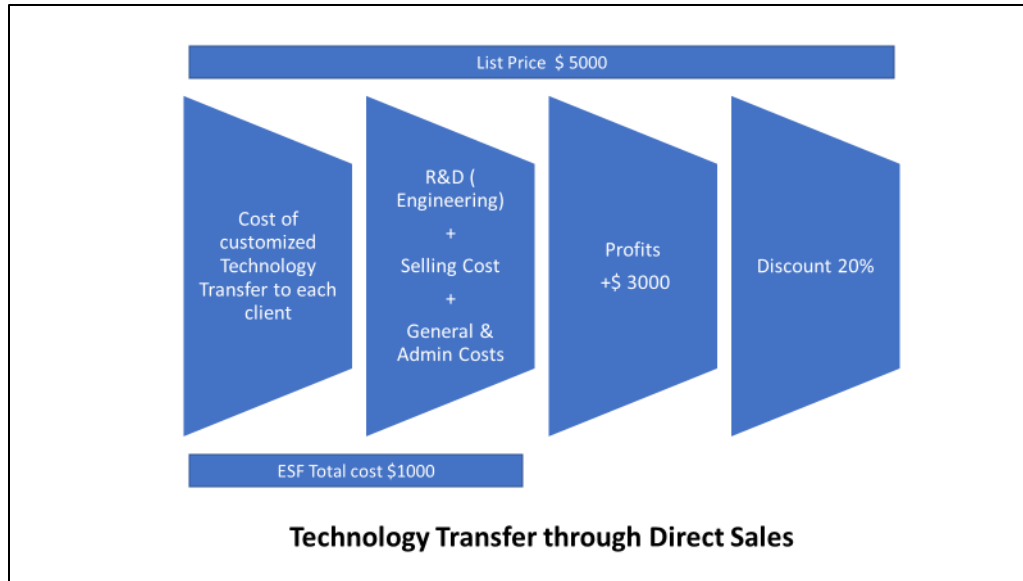 List Price $ 5000
Cost of
customized
Technology
Transfer to each
client
R&D (
Engineering)
+
Selling Cost
+
General &
Admin Costs
Profits
+$ 3000
Discount 20%
ESF Total cost $1000
Technology Transfer through Direct Sales